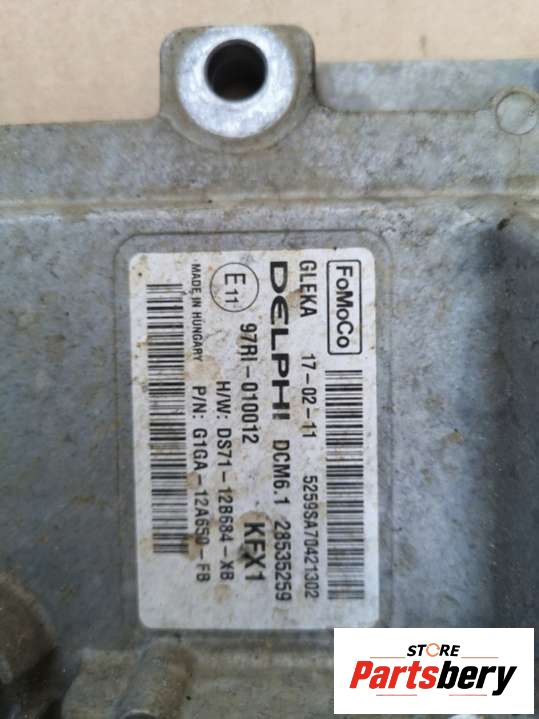 FoMoCo
GLEKA 17-02-11 5259SA70421302
DELPHI DCM6.1 28535259
E11 97RI-010012 KFX1
H/W: DS71-12B684-XB
P/N: G1GA-12A650-FB
MADE IN HUNGARY
STORE
Partsbery